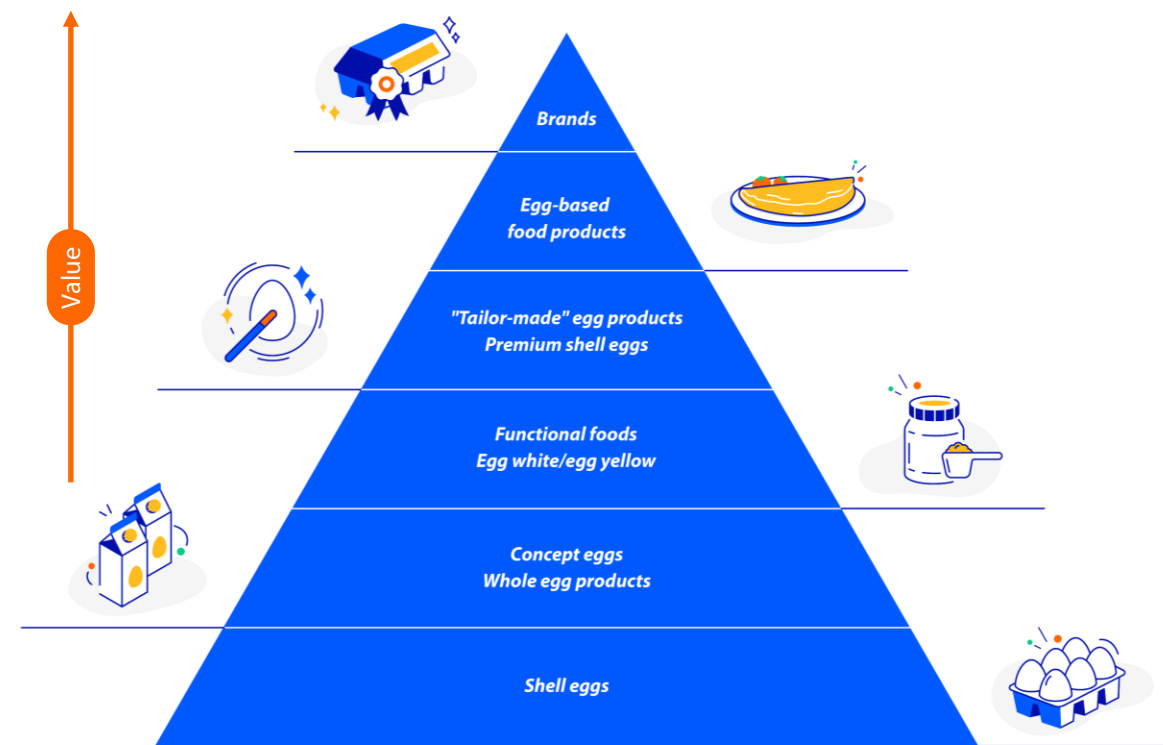 Value
Brands
Egg-based
food products
"Tailor-made" egg products
Premium shell eggs
Functional foods
Egg white/egg yellow
Concept eggs
Whole egg products
Shell eggs